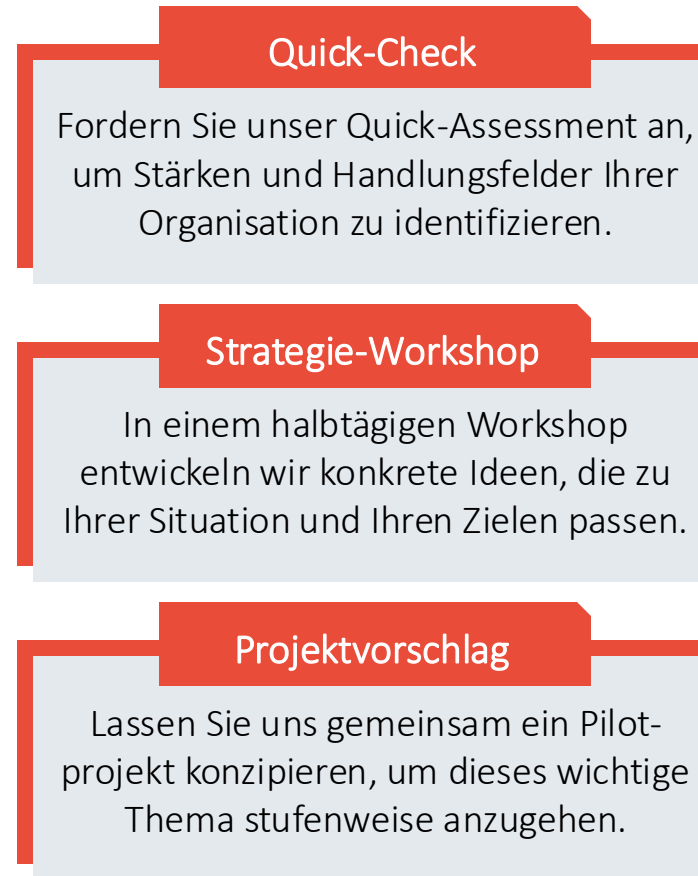 Quick-Check
Fordern Sie unser Quick-Assessment an,
um Stärken und Handlungsfelder Ihrer
Organisation zu identifizieren.
Strategie-Workshop
In einem halbtägigen Workshop
entwickeln wir konkrete Ideen, die zu
Ihrer Situation und Ihren Zielen passen.
Projektvorschlag
Lassen Sie uns gemeinsam ein Pilot-
projekt konzipieren, um dieses wichtige
Thema stufenweise anzugehen.